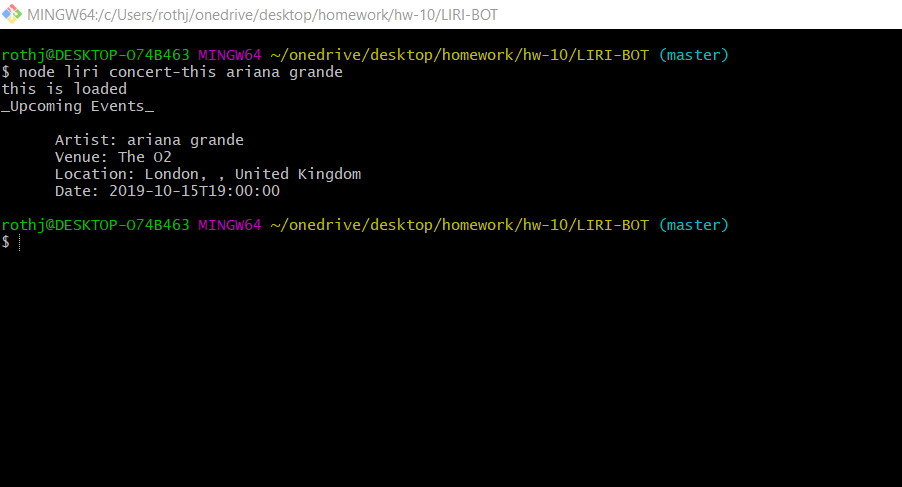 MINGW64:/c/Users/rothj/onedrive/desktop/homework/hw-10/LIRI-BOT
rothj@DESKTOP-O74B463 MINGW64 ~/onedrive/desktop/homework/hw-10/LIRI-BOT (master)
$ node liri concert-this ariana grande
this is loaded
_Upcoming Events_
Artist: ariana grande
Venue: The O2
Location: London, , United Kingdom
Date: 2019-10-15T19:00:00
rothj@DESKTOP-O74B463 MINGW64 ~/onedrive/desktop/homework/hw-10/LIRI-BOT (master)
$